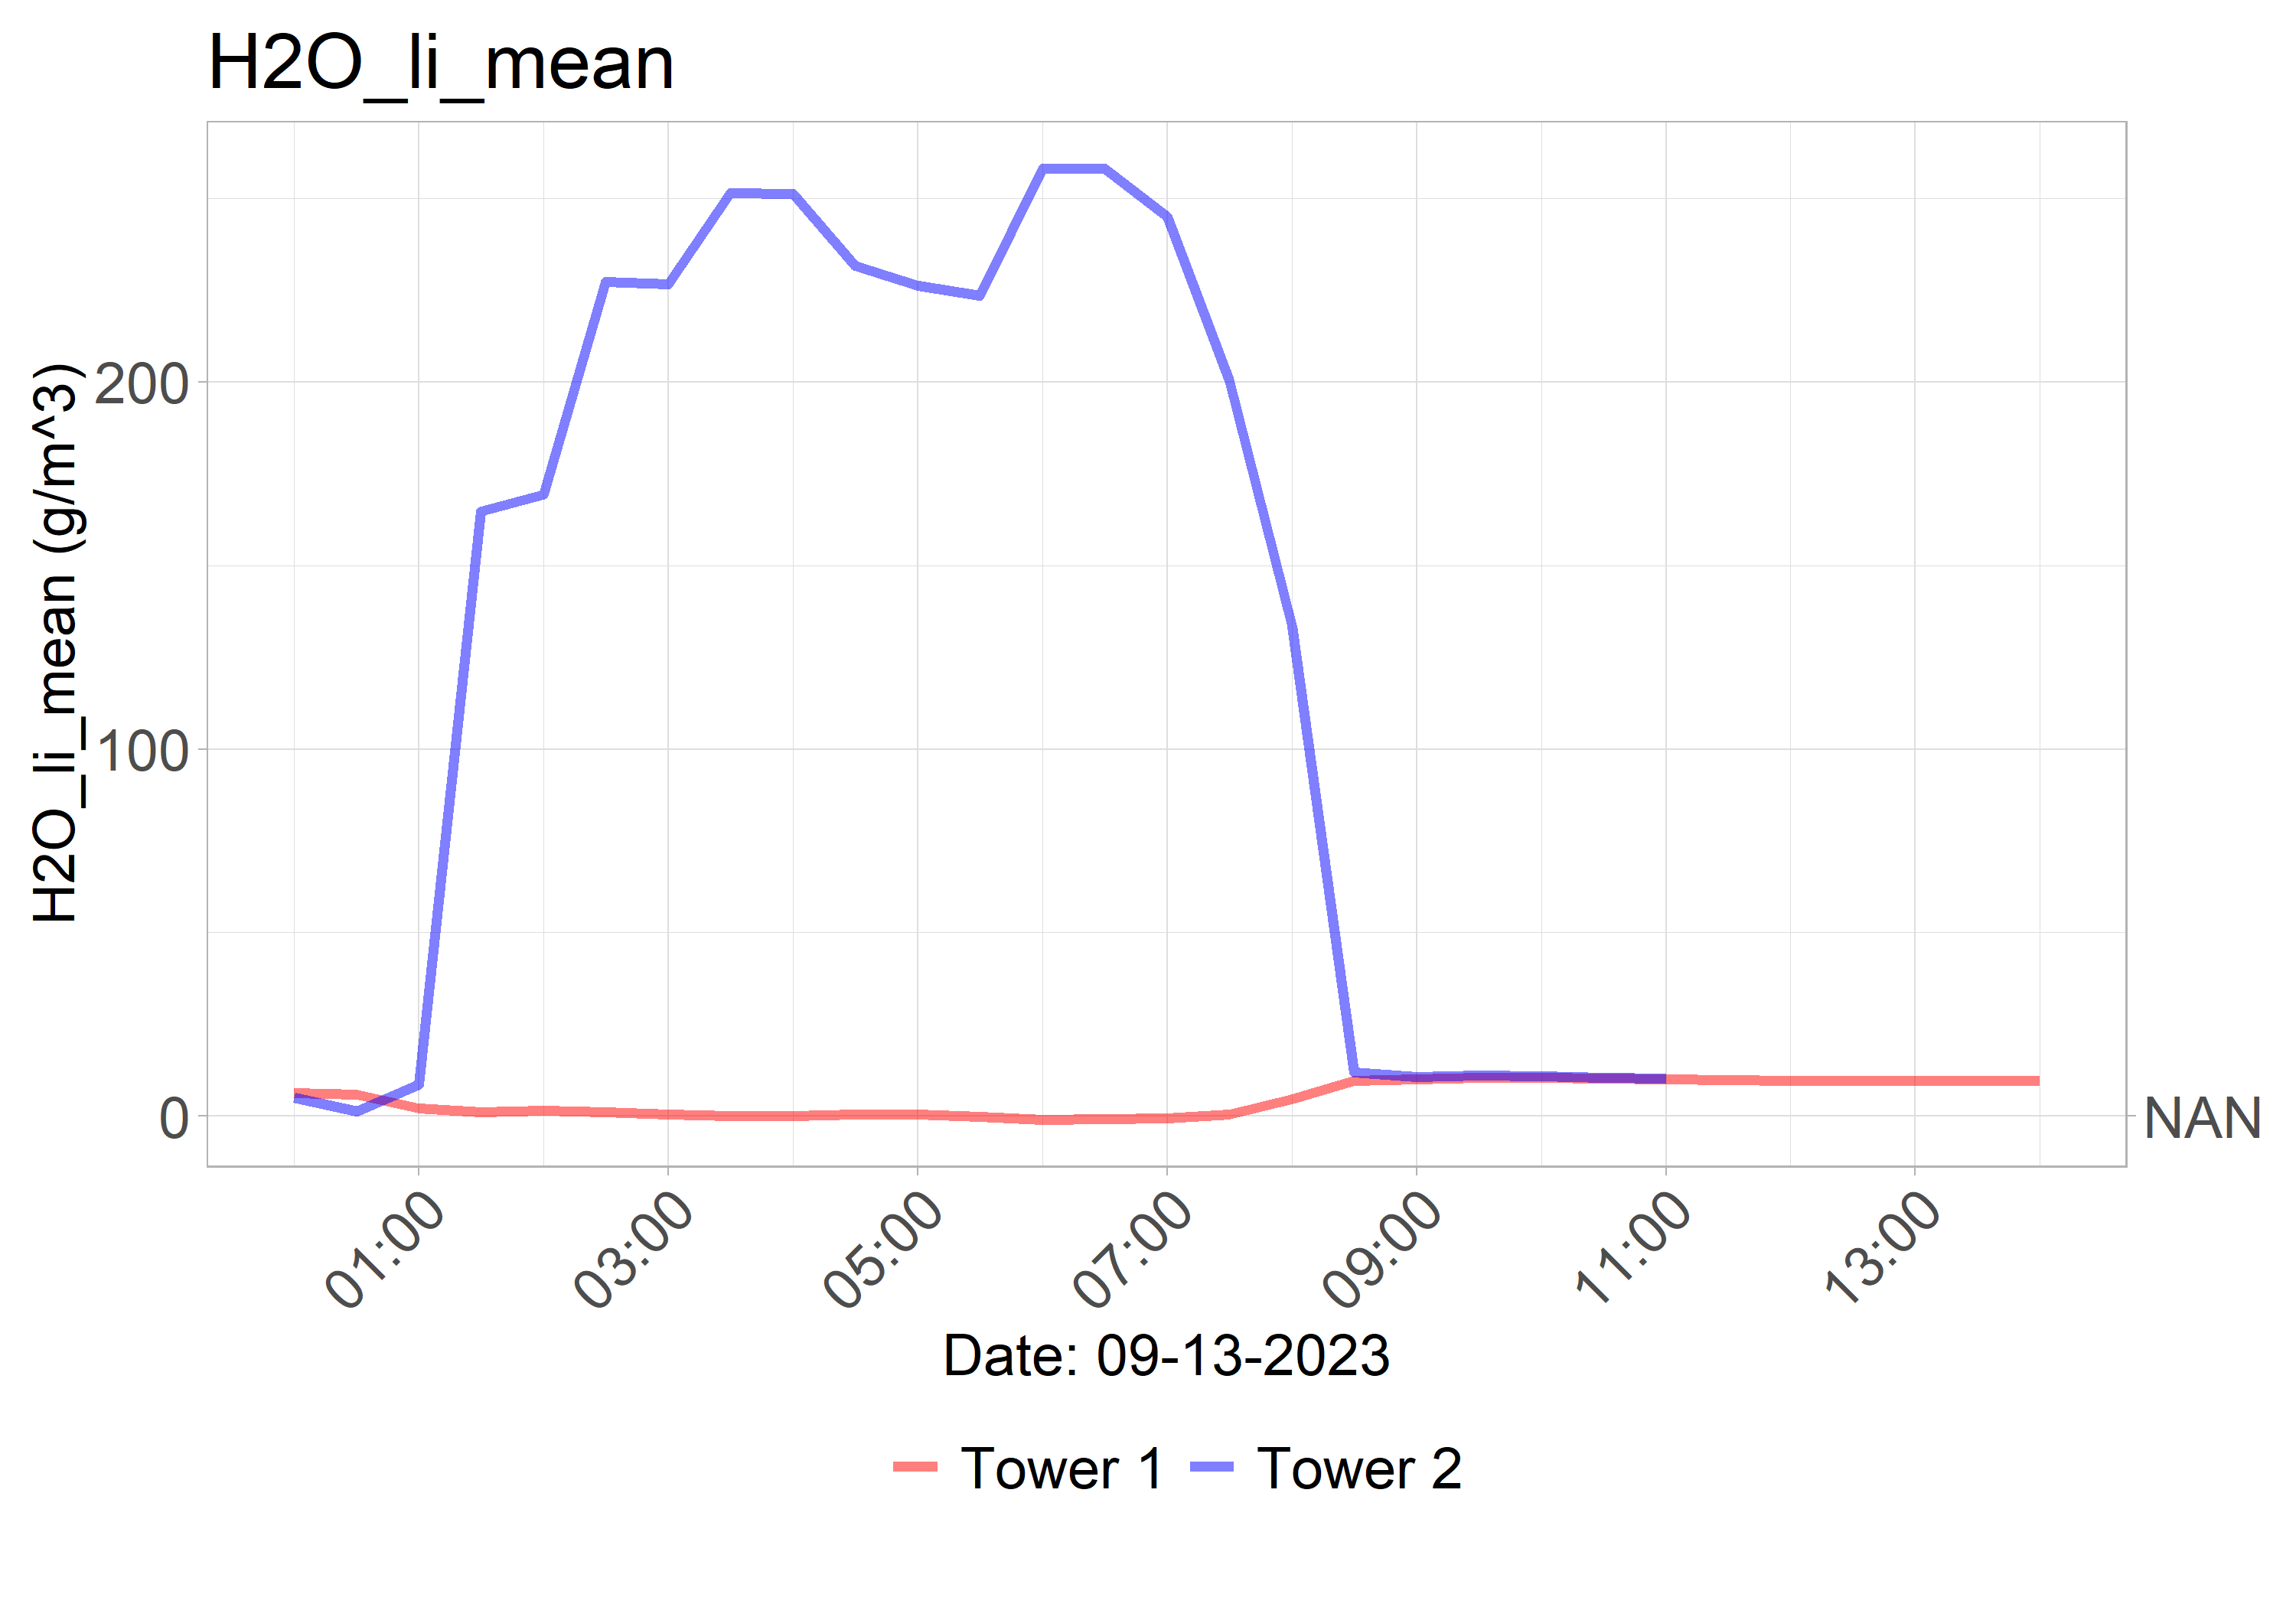 H2O_li_mean
H2O_li_mean (g/m^3)
200
100
0
NAN
01:00 03:00 05:00 07:00 09:00 11:00 13:00
Date: 09-13-2023
Tower 1 Tower 2